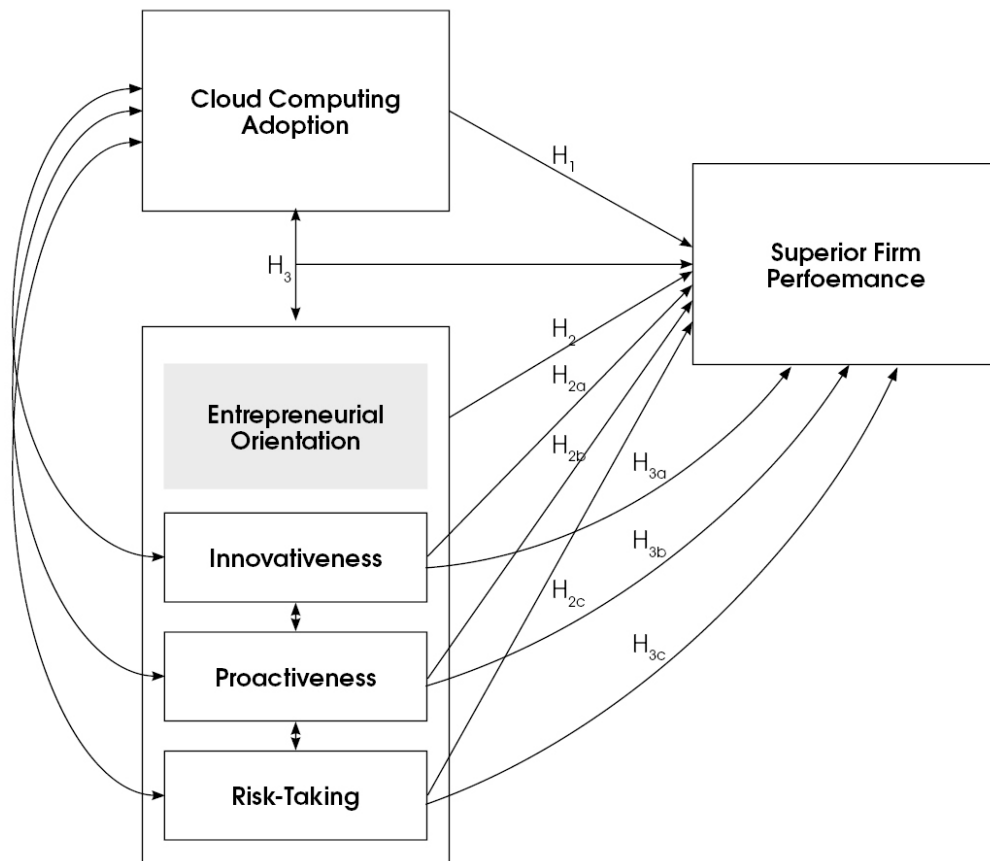 Cloud Computing
Adoption
H1
Superior Firm
Perfoemance
H3
H2
H2a
Entrepreneurial
Orientation
H2b
H3a
Innovativeness
H3b
H2c
H3c
Proactiveness
Risk-Taking